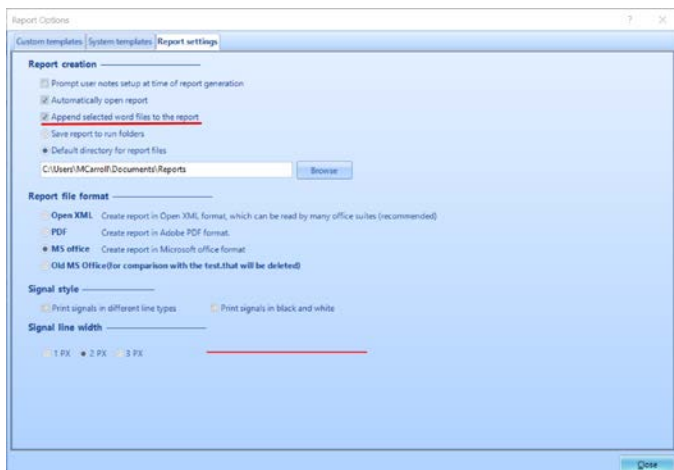 Report Options
? X
Custom templates System templates Report settings
Report creation
Prompt user notes setup at time of report generation
Automatically open report
Append selected word files to the report
Save report to run folders
Default directory for report files
C:\Users\MCarroll\Documents\Reports Browse
Report file format
Open XML Create report in Open XML format, which can be read by many office suites (recommended)
PDF Create report in Adobe PDF format.
MS office Create report in Microsoft office format
Old MS Office(for comparison with the test.that will be deleted)
Signal style
Print signals in different line types Print signals in black and white
Signal line width
1 PX 2 PX 3 PX
Close